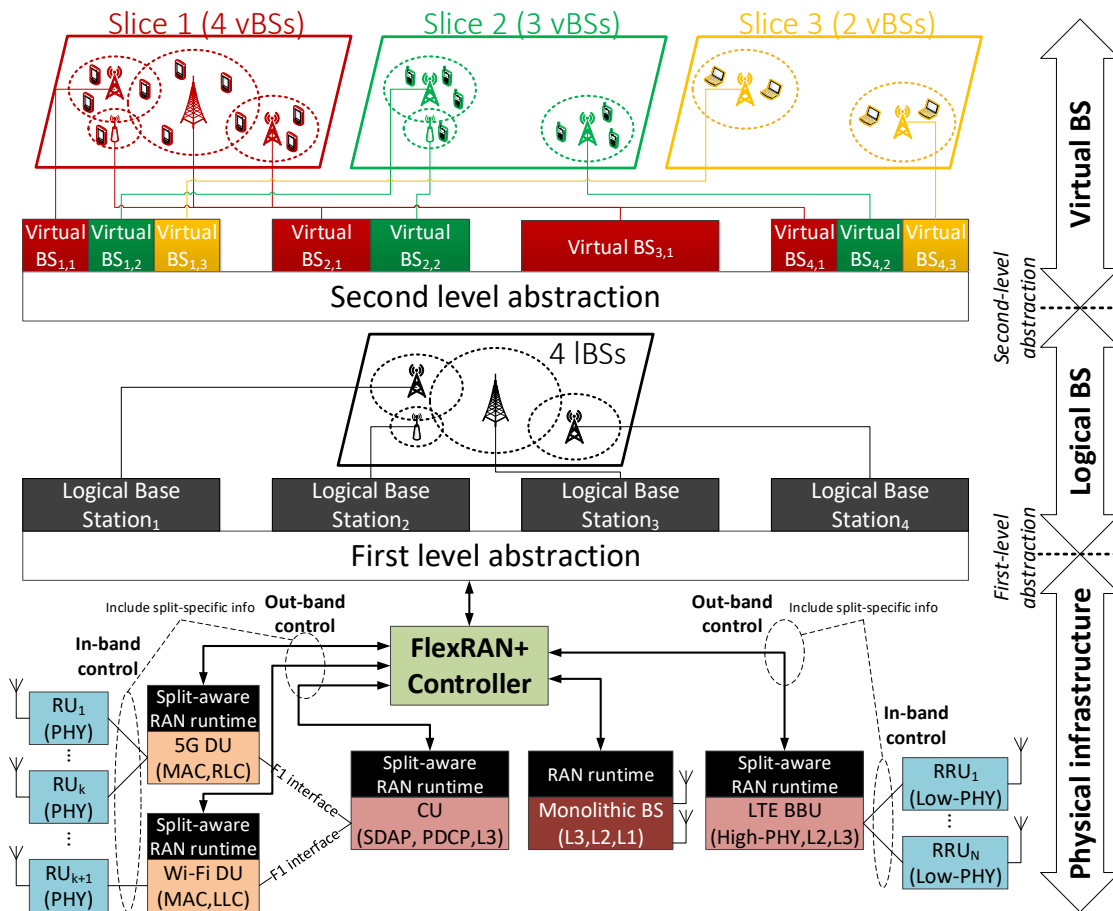 Slice 1 (4 vBSs)
Slice 2 (3 vBSs)
Slice 3 (2 vBSs)
Virtual BS
Virtual
BS1,1
Virtual
BS1,2
Virtual
BS1,3
Virtual
BS2,1
Virtual
BS2,2
Virtual BS3,1
Virtual
BS4,1
Virtual
BS4,2
Virtual
BS4,3
Second level abstraction
Second-level
abstraction
4 lBSs
Logical BS
Logical Base
Station1
Logical Base
Station2
Logical Base
Station3
Logical Base
Station4
First level abstraction
First-level
abstraction
Include split-specific info
Out-band
control
In-band
control
FlexRAN+
Controller
Out-band
control
Include split-specific info
In-band
control
Physical infrastructure
RU1
(PHY)
...
RUk
(PHY)
...
RUk+1
(PHY)
Split-aware
RAN runtime
5G DU
(MAC,RLC)
Split-aware
RAN runtime
Wi-Fi DU
(MAC,LLC)
F1 interface
F1 interface
Split-aware
RAN runtime
CU
(SDAP, PDCP,L3)
RAN runtime
Monolithic BS
(L3,L2,L1)
Split-aware
RAN runtime
LTE BBU
(High-PHY,L2,L3)
RRU1
(Low-PHY)
...
RRUN
(Low-PHY)